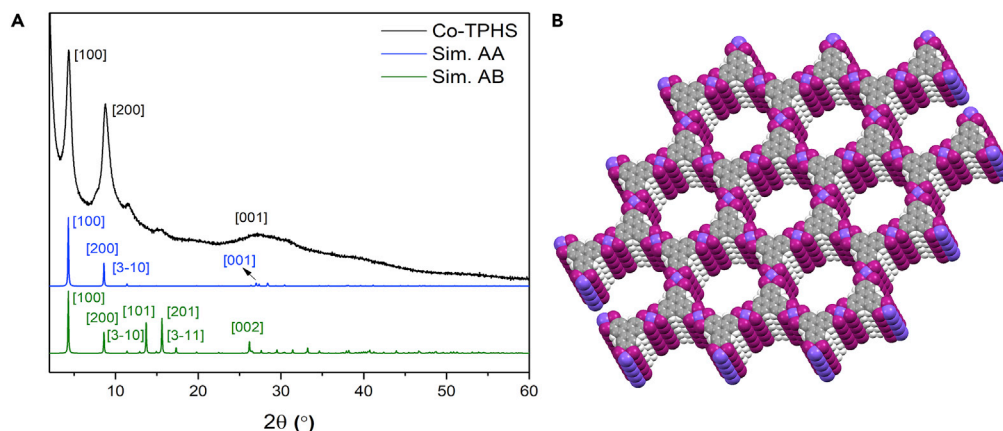 A
B
[100]
[200]
[001]
Co-TPHS
Sim. AA
Sim. AB
[100]
[200]
[3-10]
[001]
[100]
[200]
[3-10]
[101]
[201]
[3-11]
[002]
10 20 30 40 50 60
2θ (°)